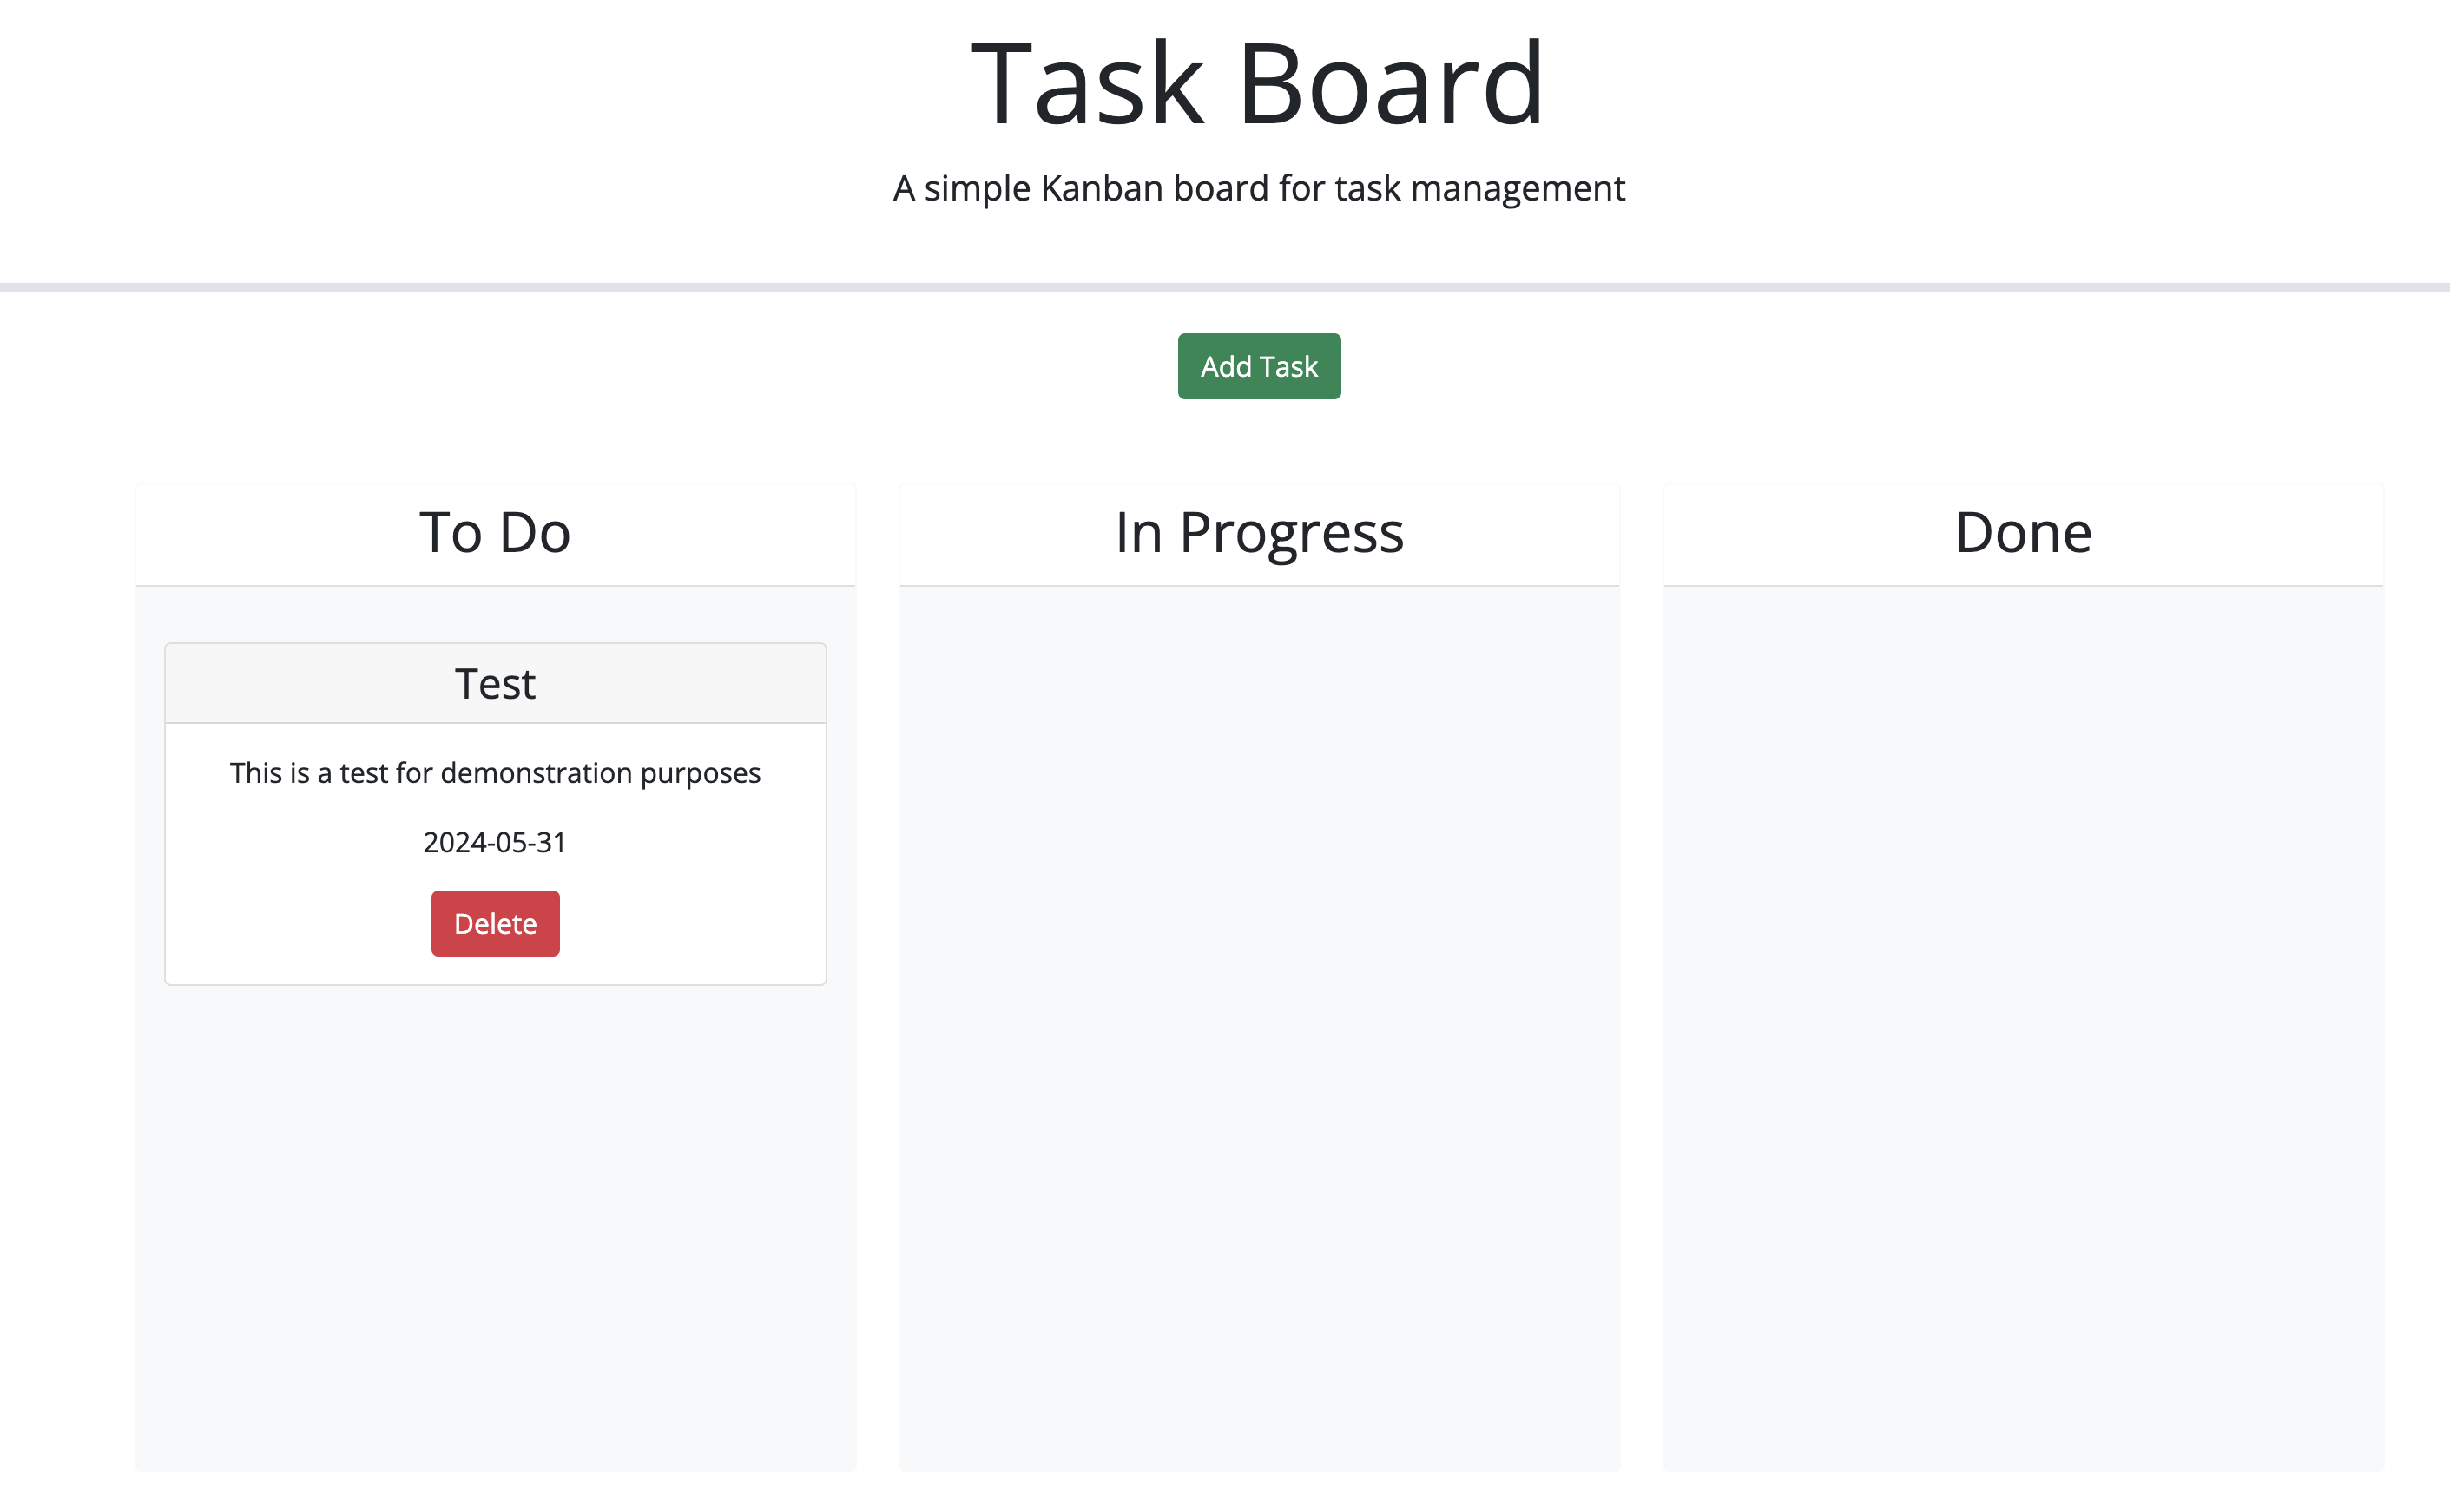 Task Board
A simple Kanban board for task management
Add Task
To Do
In Progress
Done
Test
This is a test for demonstration purposes
2024-05-31
Delete